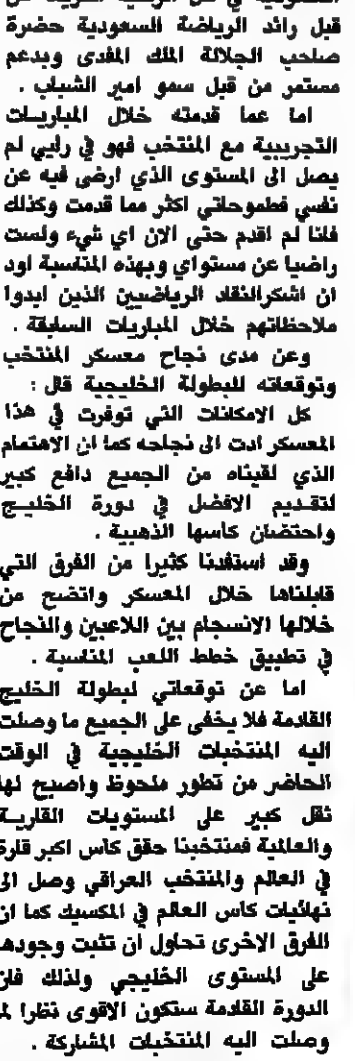 قبل رائد الرياضة السعودية حضرة
صاحب الجلالة الملك المفدى وبدعم
مستمر من قبل سمو امير الشباب .
اما عما قدمته خلال المباريات
التجريبية مع المنتخب فهو في رايي لم
يصل الى المستوى الذي ارضى فيه عن
نفسي فطموحاتي اكثر مما قدمت وكذلك
فانا لم اقدم حتى الان اي شيء ولست
راضيا عن مستواي وبهذه المناسبة اود
ان اشكر النقاد الرياضيين الذين ابدوا
ملاحظاتهم خلال المباريات السابقة .
وعن مدى نجاح معسكر المنتخب
وتوقعاته للبطولة الخليجية قال :
كل الامكانات التي توفرت في هذا
المعسكر ادت الى نجاحه كما ان الاهتمام
الذي لقيناه من الجميع دافع كبير
لتقديم الافضل في دورة الخليج
واحتضان كاسها الذهبية .
وقد استفدنا كثيرا من الفرق التي
قابلناها خلال المعسكر واتضح من
خلالها الانسجام بين اللاعبين والنجاح
في تطبيق خطط اللعب المناسبة .
اما عن توقعاتي لبطولة الخليج
القادمة فلا يخفى على الجميع ما وصلت
اليه المنتخبات الخليجية في الوقت
الحاضر من تطور ملحوظ واصبح لها
ثقل كبير على المستويات القارية
والعالمية فمنتخبنا حقق كاس اكبر قارة
في العالم والمنتخب العراقي وصل الى
نهائيات كاس العالم في المكسيك كما ان
الفرق الاخرى تحاول ان تثبت وجودها
على المستوى الخليجي ولذلك فان
الدورة القادمة ستكون الاقوى نظرا لما
وصلت اليه المنتخبات المشاركة .